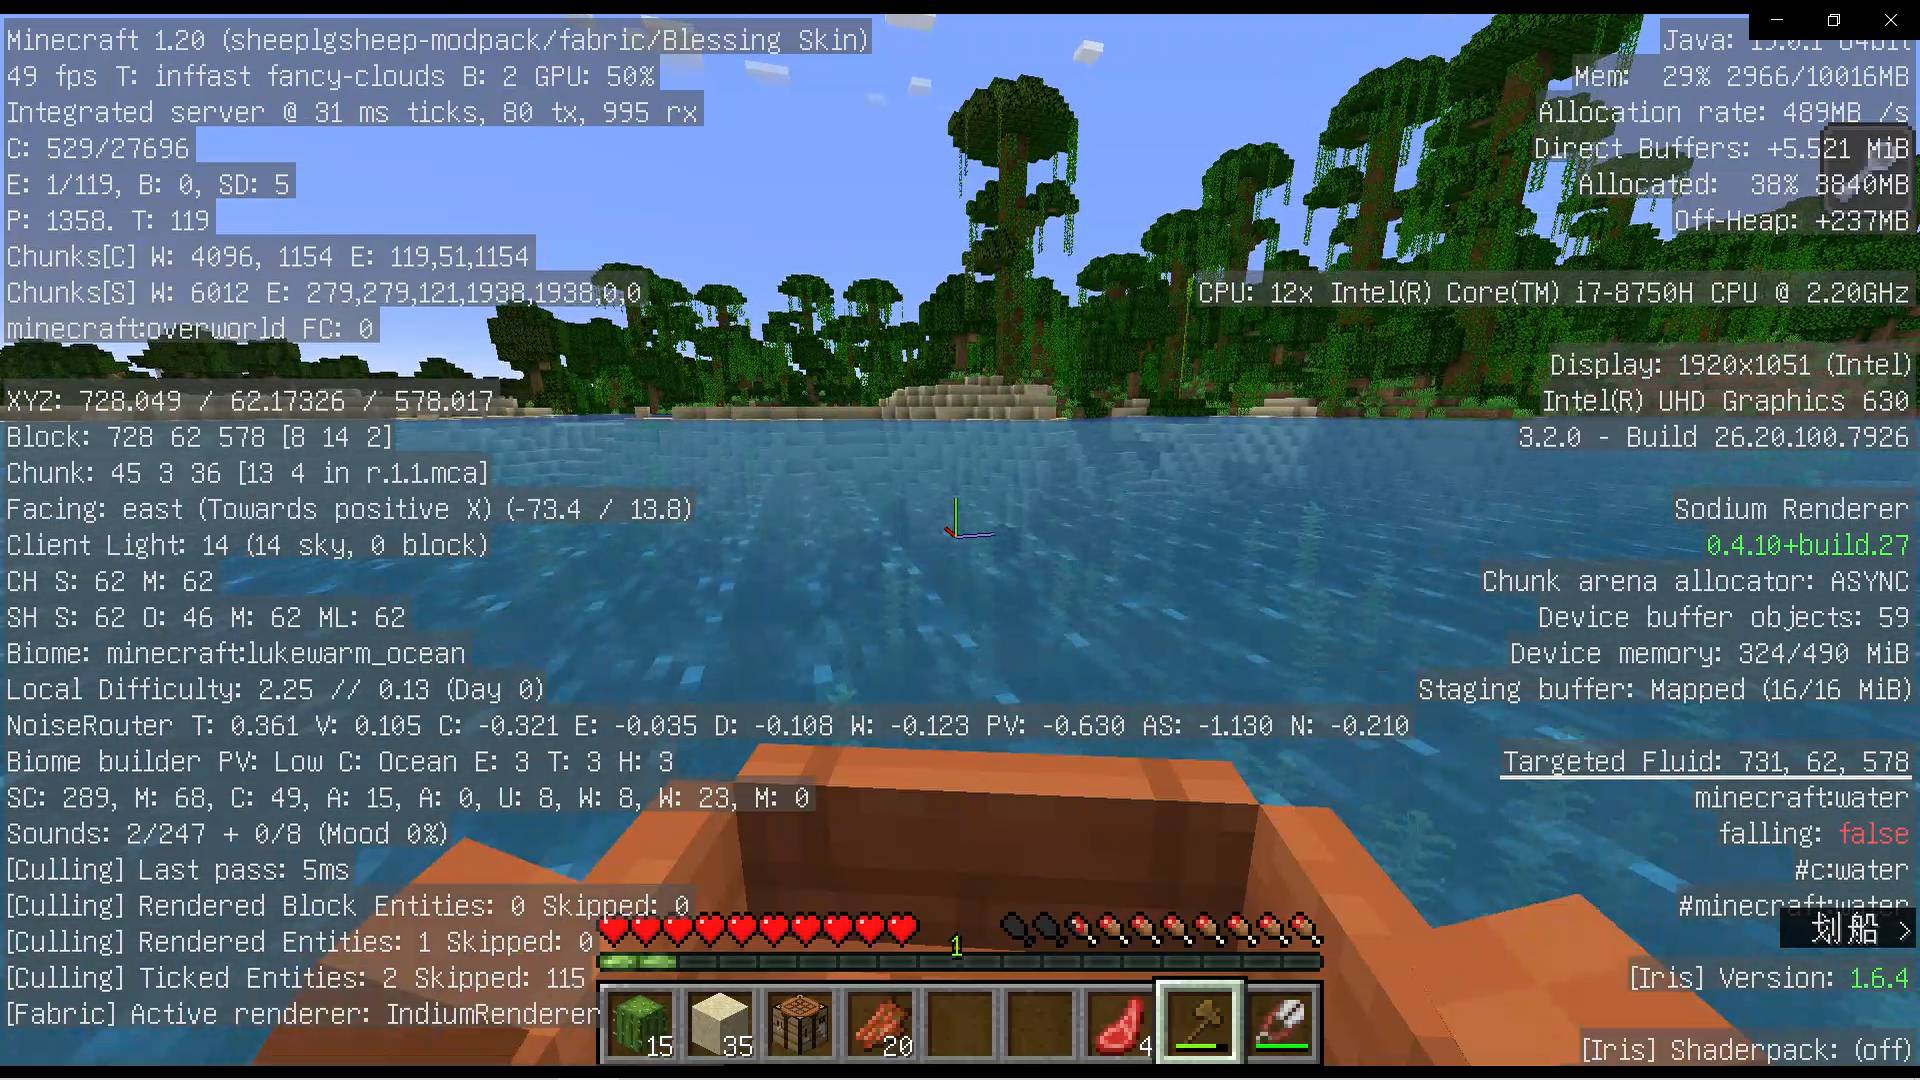 Minecraft 1.20 (sheeplgsheep-modpack/fabric/Blessing Skin)
49 fps T: inffast fancy-clouds B: 2 GPU: 50%
Integrated server @ 31 ms ticks, 80 tx, 995 rx
C: 529/27696
E: 1/119, B: 0, SD: 5
P: 1358. T: 119
Chunks[C] W: 4096, 1154 E: 119,51,1154
Chunks[S] W: 6012 E: 279,279,121,1938,1938,0,0
minecraft:overworld FC: 0
XYZ: 728.049 / 62.17326 / 578.017
Block: 728 62 578 [8 14 2]
Chunk: 45 3 36 [13 4 in r.1.1.mca]
Facing: east (Towards positive X) (-73.4 / 13.8)
Client Light: 14 (14 sky, 0 block)
CH S: 62 M: 62
SH S: 62 O: 46 M: 62 ML: 62
Biome: minecraft:lukewarm_ocean
Local Difficulty: 2.25 // 0.13 (Day 0)
NoiseRouter T: 0.361 V: 0.105 C: -0.321 E: -0.035 D: -0.108 W: -0.123 PV: -0.630 AS: -1.130 N: -0.210
Biome builder PV: Low C: Ocean E: 3 T: 3 H: 3
SC: 289, M: 68, C: 49, A: 15, A: 0, U: 8, W: 8, W: 23, M: 0
Sounds: 2/247 + 0/8 (Mood 0%)
[Culling] Last pass: 5ms
[Culling] Rendered Block Entities: 0 Skipped: 0
[Culling] Rendered Entities: 1 Skipped: 0
[Culling] Ticked Entities: 2 Skipped: 115
[Fabric] Active renderer: IndiumRenderer
Java: 19.0.1 64bit
Mem: 29% 2966/10016MB
Allocation rate: 489MB /s
Direct Buffers: +5.521 MiB
Allocated: 38% 3840MB
Off-Heap: +237MB
CPU: 12x Intel(R) Core(TM) i7-8750H CPU @ 2.20GHz
Display: 1920x1051 (Intel)
Intel(R) UHD Graphics 630
3.2.0 - Build 26.20.100.7926
Sodium Renderer
0.4.10+build.27
Chunk arena allocator: ASYNC
Device buffer objects: 59
Device memory: 324/490 MiB
Staging buffer: Mapped (16/16 MiB)
Targeted Fluid: 731, 62, 578
minecraft:water
falling: false
#c:water
#minecraft:water
划船 >
[Iris] Version: 1.6.4
[Iris] Shaderpack: (off)
1
15 35 20 4